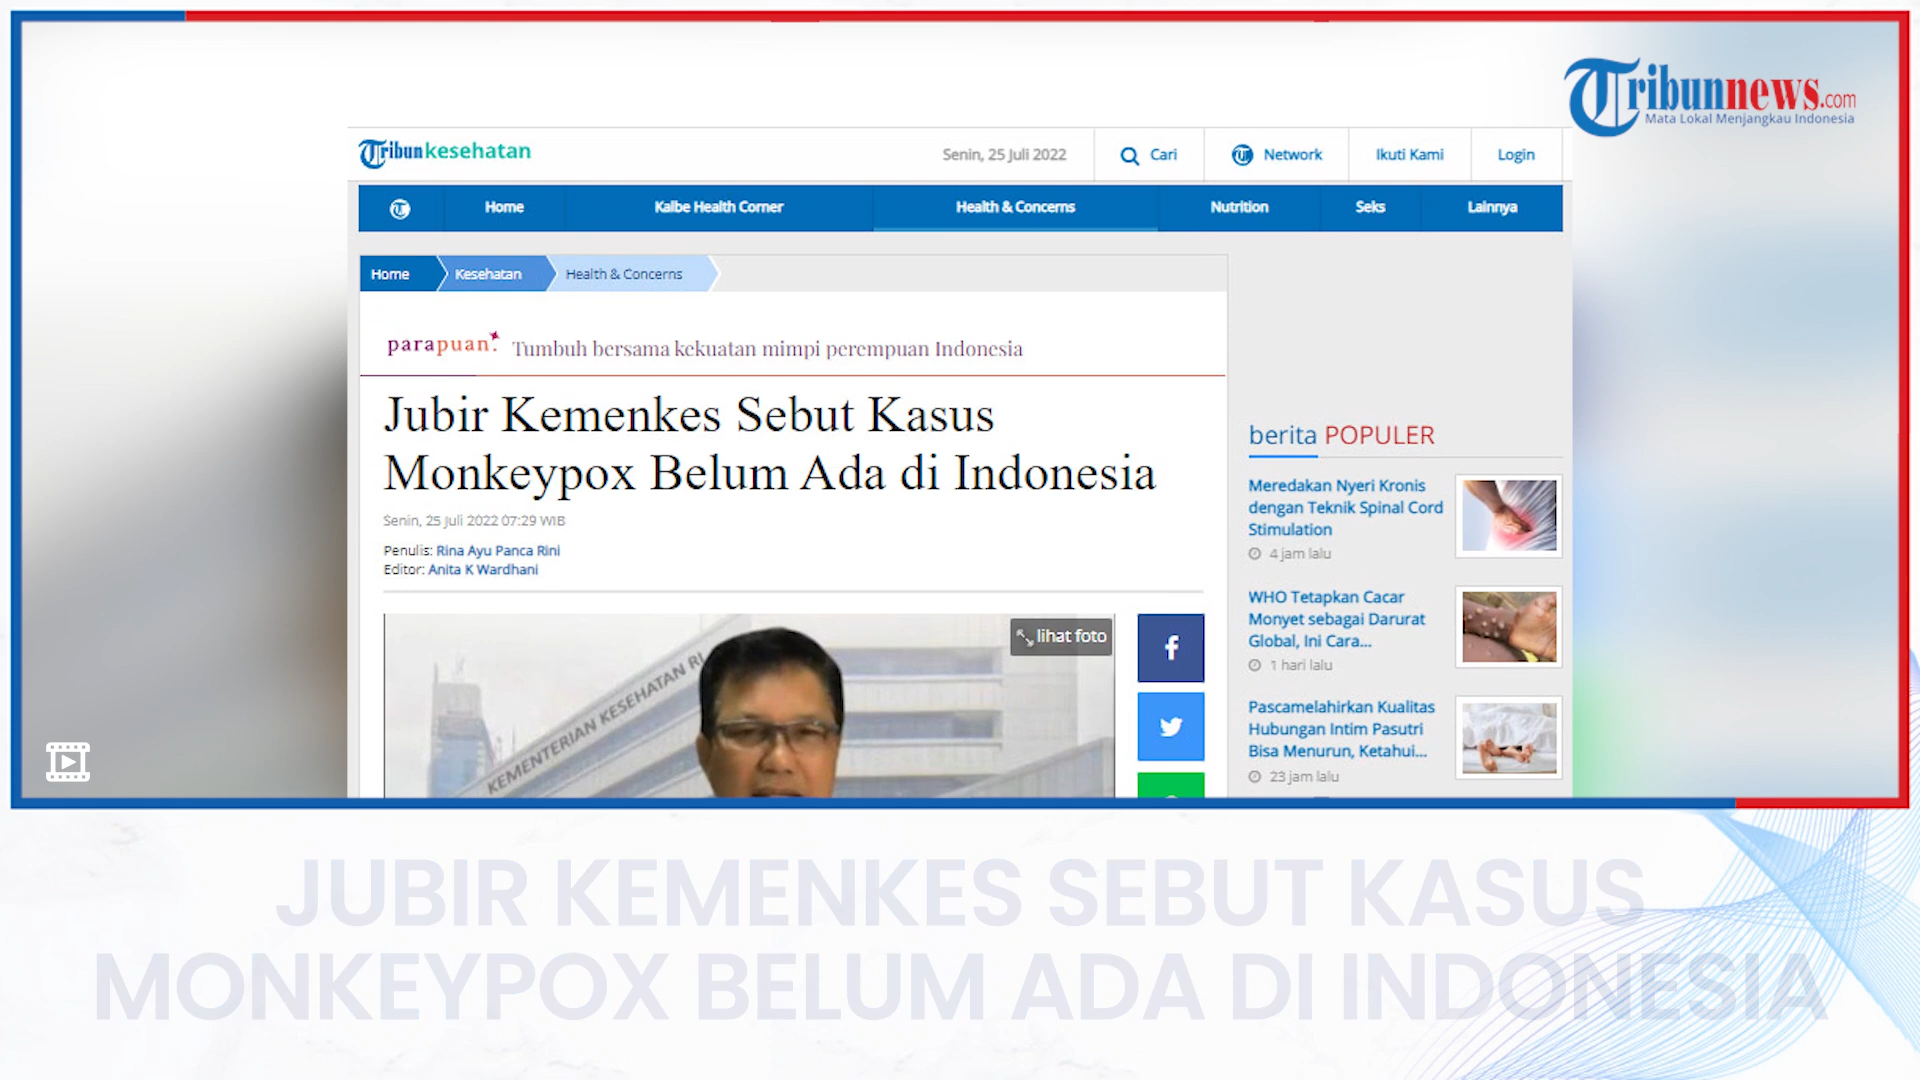 Tribunnews.com
Mata Lokal Menjangkau Indonesia
Tribunkesehatan
Senin, 25 Juli 2022
Cari
Network
Ikuti Kami
Login
Home
Kalbe Health Corner
Health & Concerns
Nutrition
Seks
Lainnya
Home
Kesehatan
Health & Concerns
parapuan. Tumbuh bersama kekuatan mimpi perempuan Indonesia
Jubir Kemenkes Sebut Kasus
Monkeypox Belum Ada di Indonesia
Senin, 25 Juli 2022 07:29 WIB
Penulis: Rina Ayu Panca Rini
Editor: Anita K Wardhani
lihat foto
KEMENTERIAN KESEHATAN RI
berita POPULER
Meredakan Nyeri Kronis
dengan Teknik Spinal Cord
Stimulation
4 jam lalu
WHO Tetapkan Cacar
Monyet sebagai Darurat
Global, Ini Cara...
1 hari lalu
Pascamelahirkan Kualitas
Hubungan Intim Pasutri
Bisa Menurun, Ketahui...
23 jam lalu
JUBIR KEMENKES SEBUT KASUS
MONKEYPOX BELUM ADA DI INDONESIA